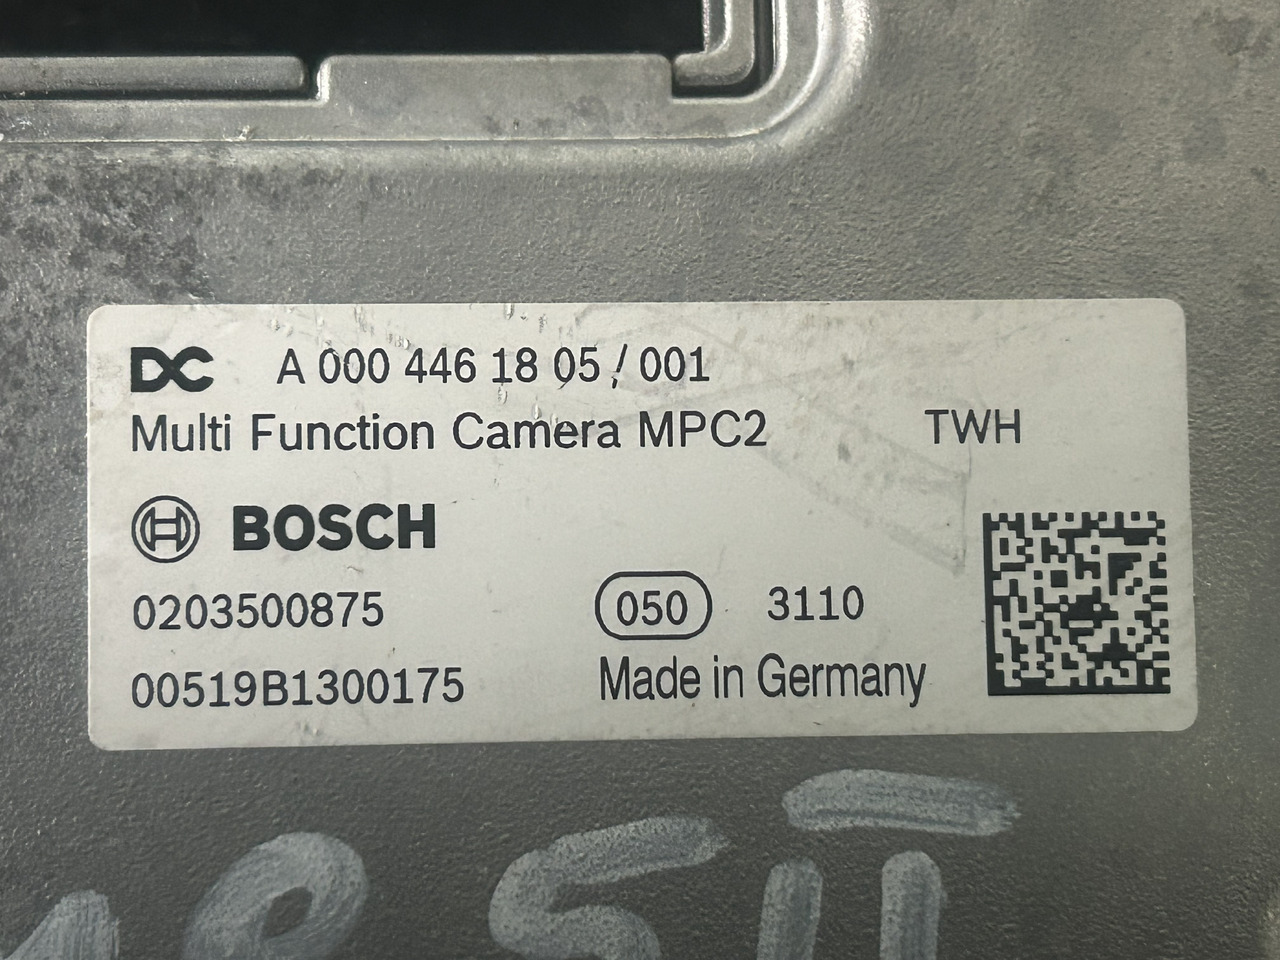 DC A 000 446 18 05 / 001
Multi Function Camera MPC2 TWH
BOSCH
0203500875 050 3110
00519B1300175 Made in Germany